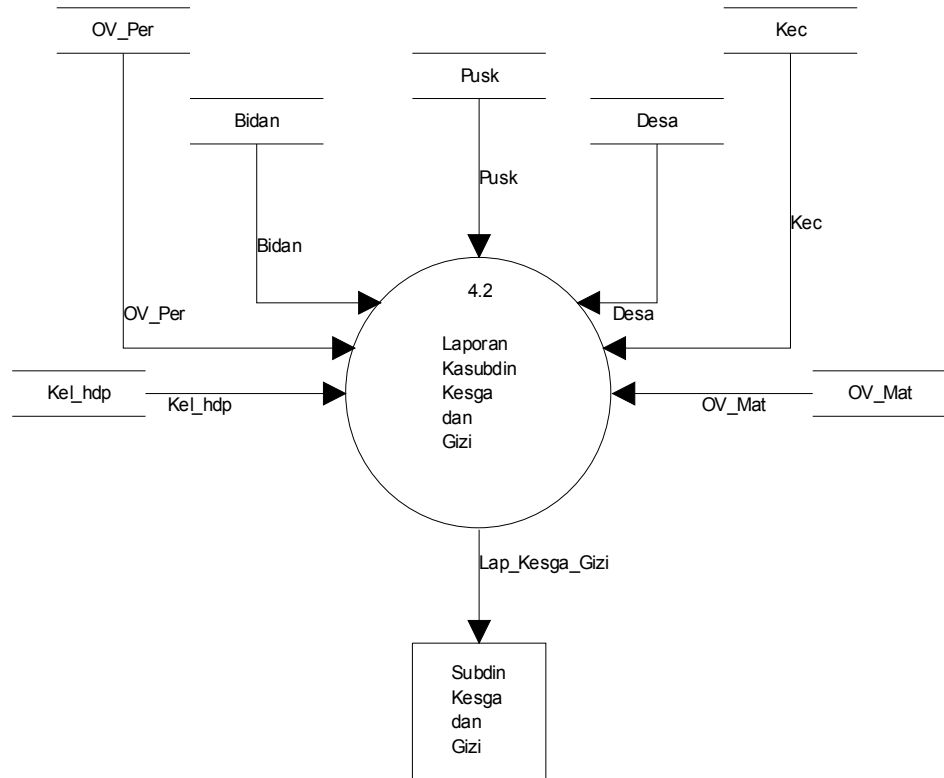 OV_Per
Kec
Pusk
Bidan
Desa
Pusk
Kec
Bidan
4.2
OV_Per
Desa
Laporan
Kasubdin
Kesga
dan
Gizi
Kel_hdp
Kel_hdp
OV_Mat
OV_Mat
Lap_Kesga_Gizi
Subdin
Kesga
dan
Gizi